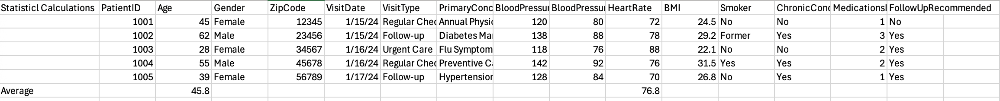 Statisticl Calculations PatientID Age Gender ZipCode VisitDate VisitType PrimaryConc BloodPressu BloodPressu HeartRate BMI Smoker ChronicCond Medications FollowUpRecommended
1001 45 Female 12345 1/15/24 Regular Chec Annual Physic 120 80 72 24.5 No No 1 No
1002 62 Male 23456 1/15/24 Follow-up Diabetes Ma 138 88 78 29.2 Former Yes 3 Yes
1003 28 Female 34567 1/16/24 Urgent Care Flu Symptom 118 76 88 22.1 No No 2 Yes
1004 55 Male 45678 1/16/24 Regular Chec Preventive C 142 92 76 31.5 Yes Yes 2 Yes
1005 39 Female 56789 1/17/24 Follow-up Hypertension 128 84 70 26.8 No Yes 1 Yes
Average 45.8 76.8